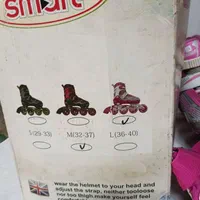 smart
S(29-33) M(32-37) L(36-40)
wear the helmet to your head and
adjust the strap, neither tooloose
nor too thigh.make yourself feel